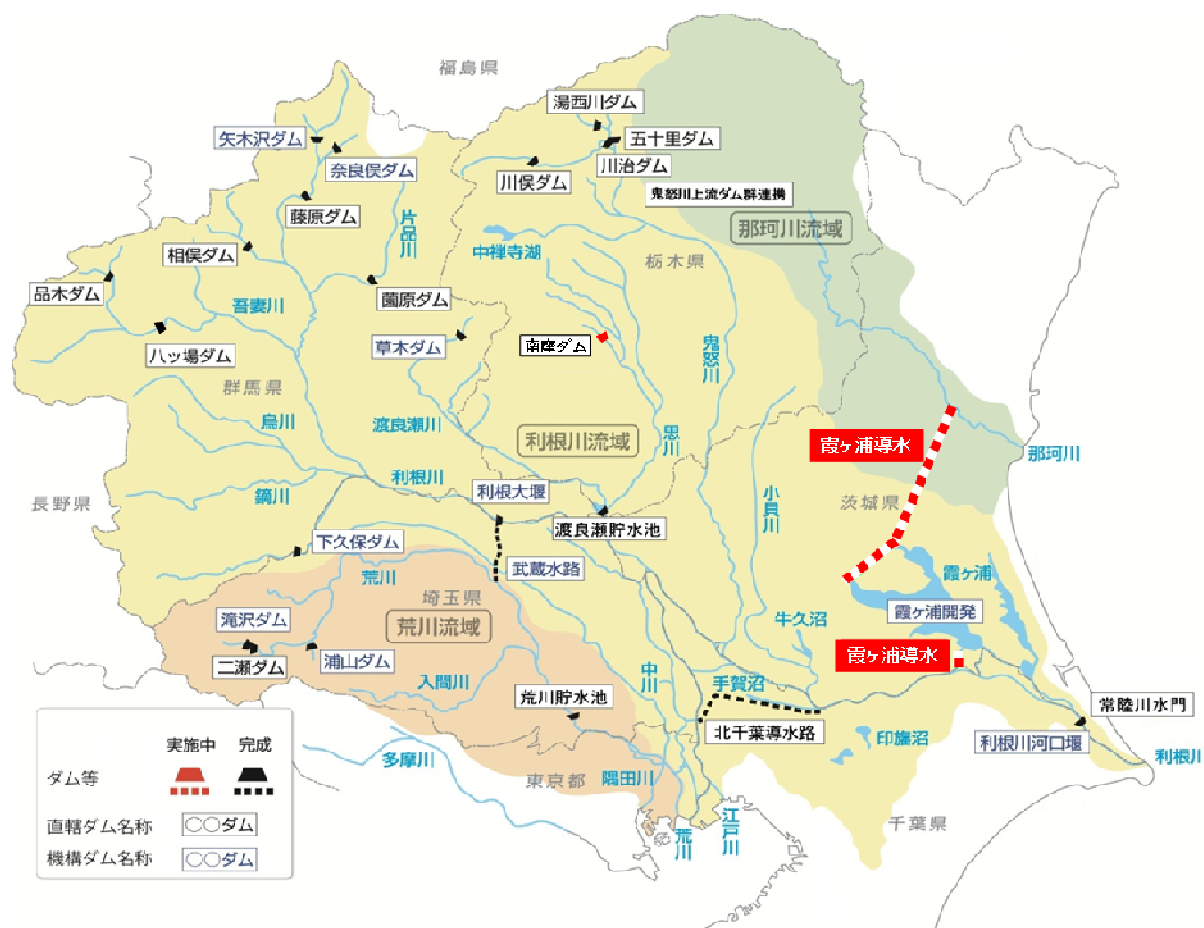 福島県
湯西川ダム
矢木沢ダム
五十里ダム
奈良俣ダム
川俣ダム
川治ダム
鬼怒川上流ダム群連携
藤原ダム
片品川
那珂川流域
中禅寺湖
相俣ダム
栃木県
品木ダム
薗原ダム
吾妻川
八ッ場ダム
草木ダム
南摩ダム
鬼怒川
群馬県
烏川
渡良瀬川
利根川流域
思川
霞ヶ浦導水
那珂川
利根川
利根大堰
小貝川
長野県
鏑川
茨城県
渡良瀬貯水池
下久保ダム
荒川
武蔵水路
霞ヶ浦
埼玉県
滝沢ダム
荒川流域
霞ヶ浦開発
牛久沼
二瀬ダム
浦山ダム
霞ヶ浦導水
入間川
中川
手賀沼
荒川貯水池
常陸川水門
北千葉導水路
印旛沼
利根川河口堰
多摩川
利根川
東京都
隅田川
千葉県
荒川
江戸川
実施中
完成
ダム等
直轄ダム名称
〇〇ダム
機構ダム名称
〇〇ダム